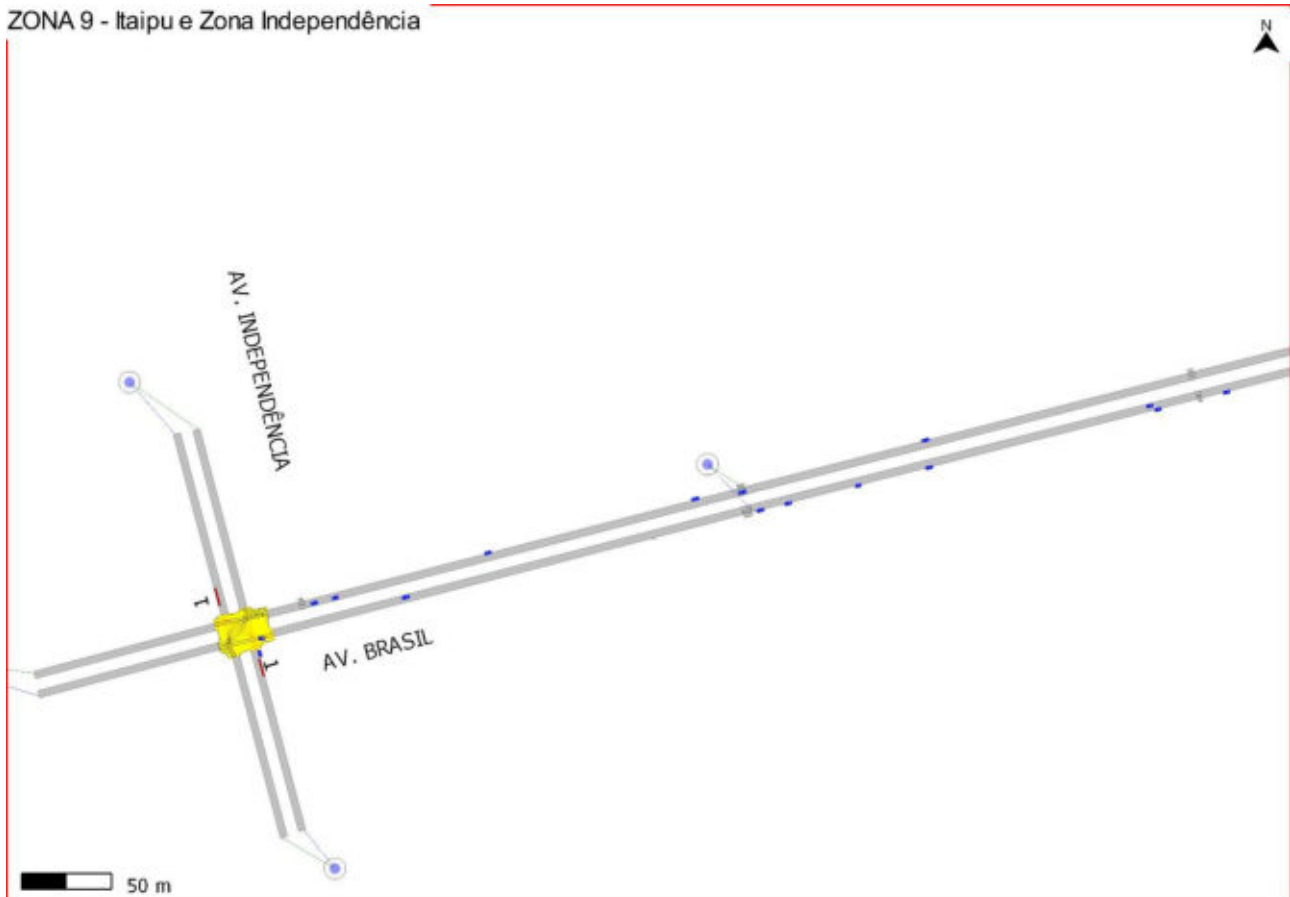 ZONA 9 - Itaipu e Zona Independência
N
AV. INDEPENDÊNCIA
1
1
AV. BRASIL
50 m